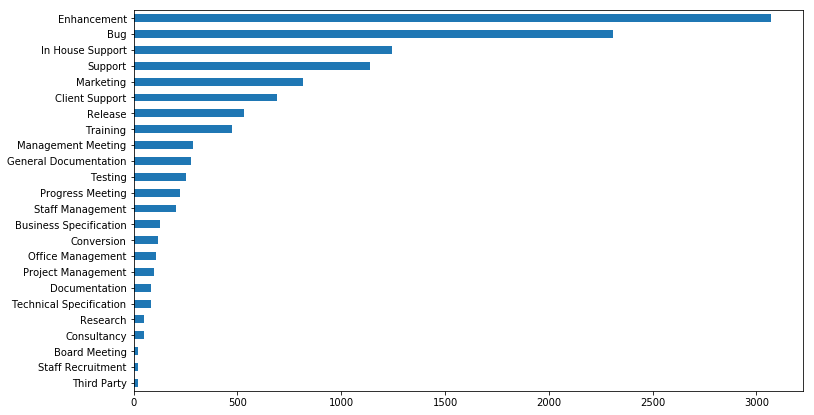 Enhancement
Bug
In House Support
Support
Marketing
Client Support
Release
Training
Management Meeting
General Documentation
Testing
Progress Meeting
Staff Management
Business Specification
Conversion
Office Management
Project Management
Documentation
Technical Specification
Research
Consultancy
Board Meeting
Staff Recruitment
Third Party
0 500 1000 1500 2000 2500 3000